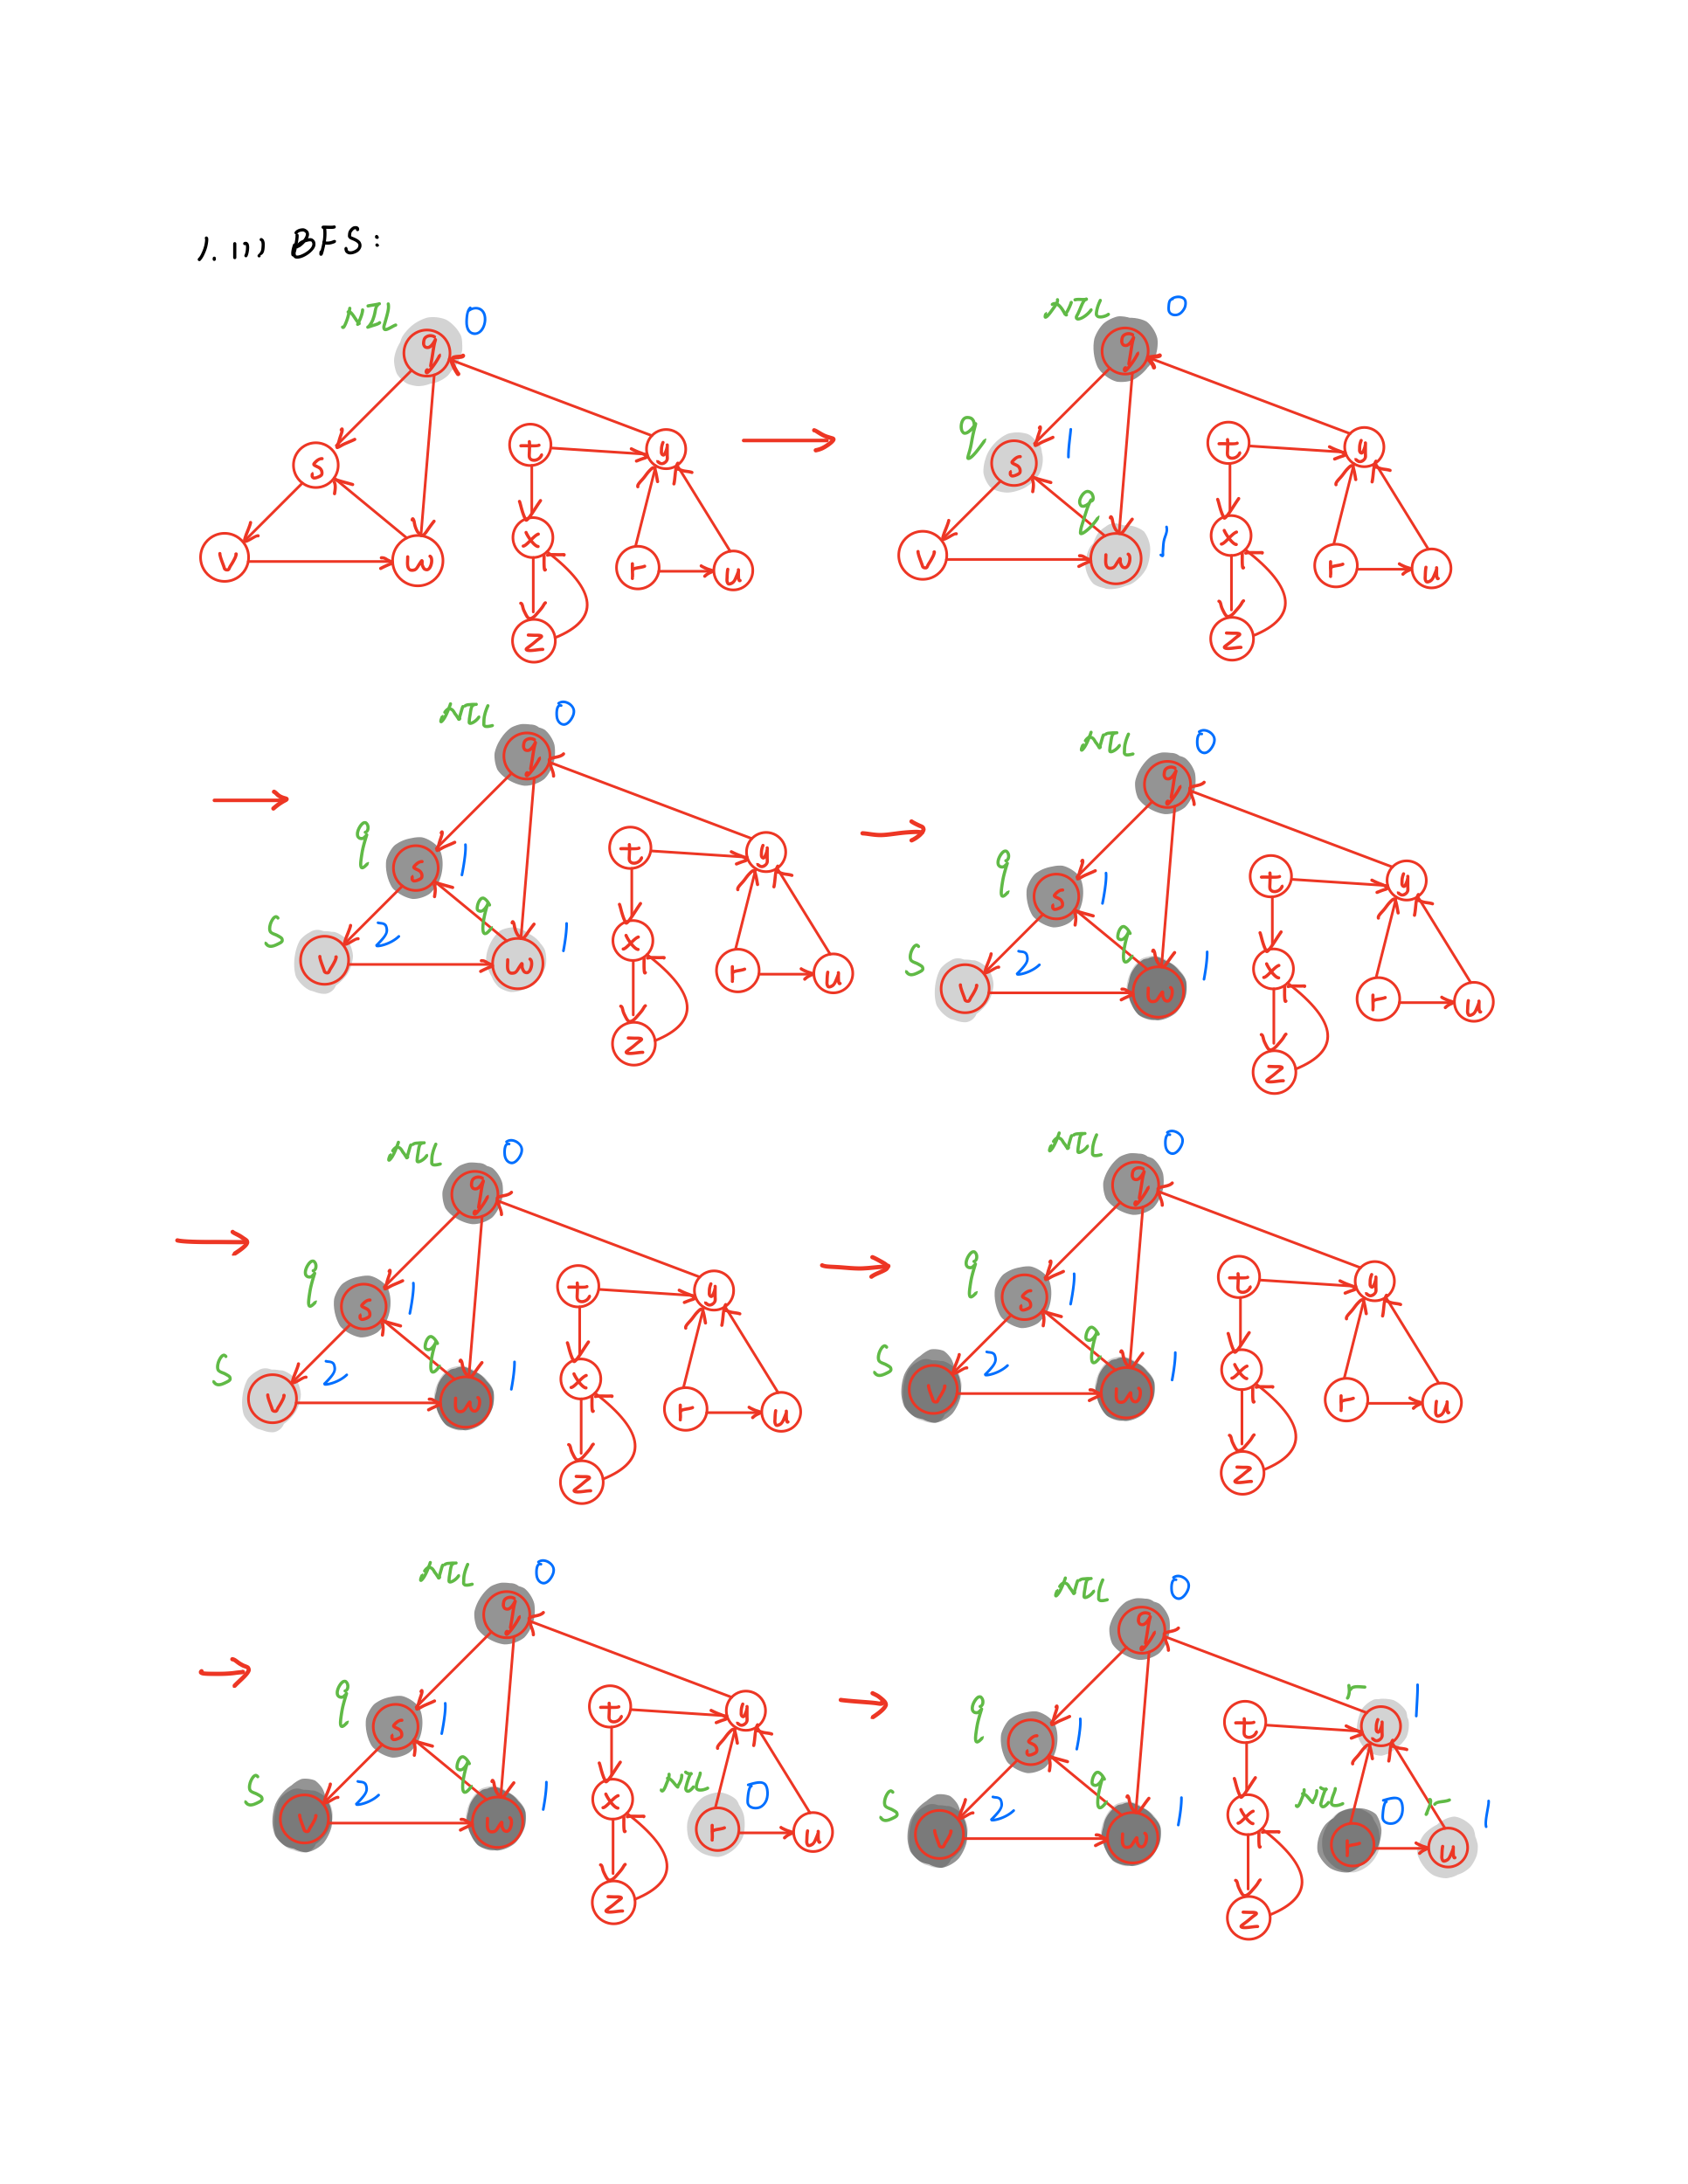 1. (1) BFS:
NIL 0
q
s t y
v w x r u
z
NIL 0
q
q s 1 t y
v q w 1 x r u
z
NIL 0
q
q s 1 t y
S v 2 q w 1 x r u
z
NIL 0
q
q s 1 t y
S v 2 q w 1 x r u
z
NIL 0
q
q s 1 t y
S v 2 q w 1 x r u
z
NIL 0
q
q s 1 t y
S v 2 q w 1 x r u
z
NIL 0
q
q s 1 t y
S v 2 q w 1 x NIL r 0 u
z
NIL 0
q
q s 1 t r y 1
S v 2 q w 1 x NIL r 0 r u 1
z